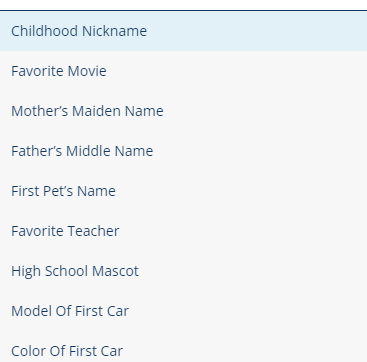 Childhood Nickname
Favorite Movie
Mother’s Maiden Name
Father’s Middle Name
First Pet’s Name
Favorite Teacher
High School Mascot
Model Of First Car
Color Of First Car